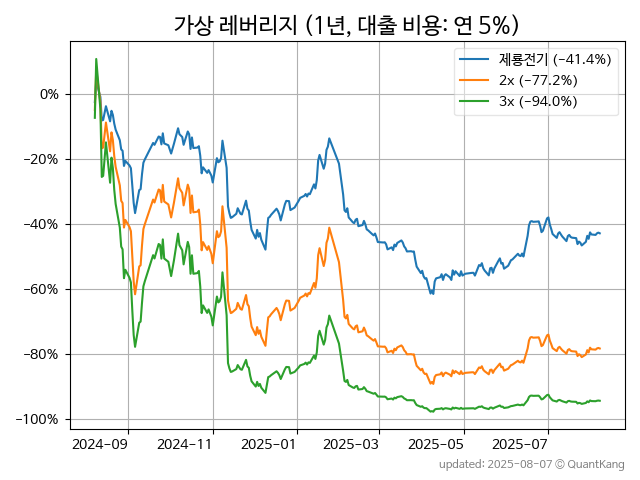 가상 레버리지 (1년, 대출 비용: 연 5%)
제룡전기 (−41.4%)
2x (−77.2%)
3x (−94.0%)
0%
−20%
−40%
−60%
−80%
−100%
2024-09 2024-11 2025-01 2025-03 2025-05 2025-07
updated: 2025-08-07 © QuantKang